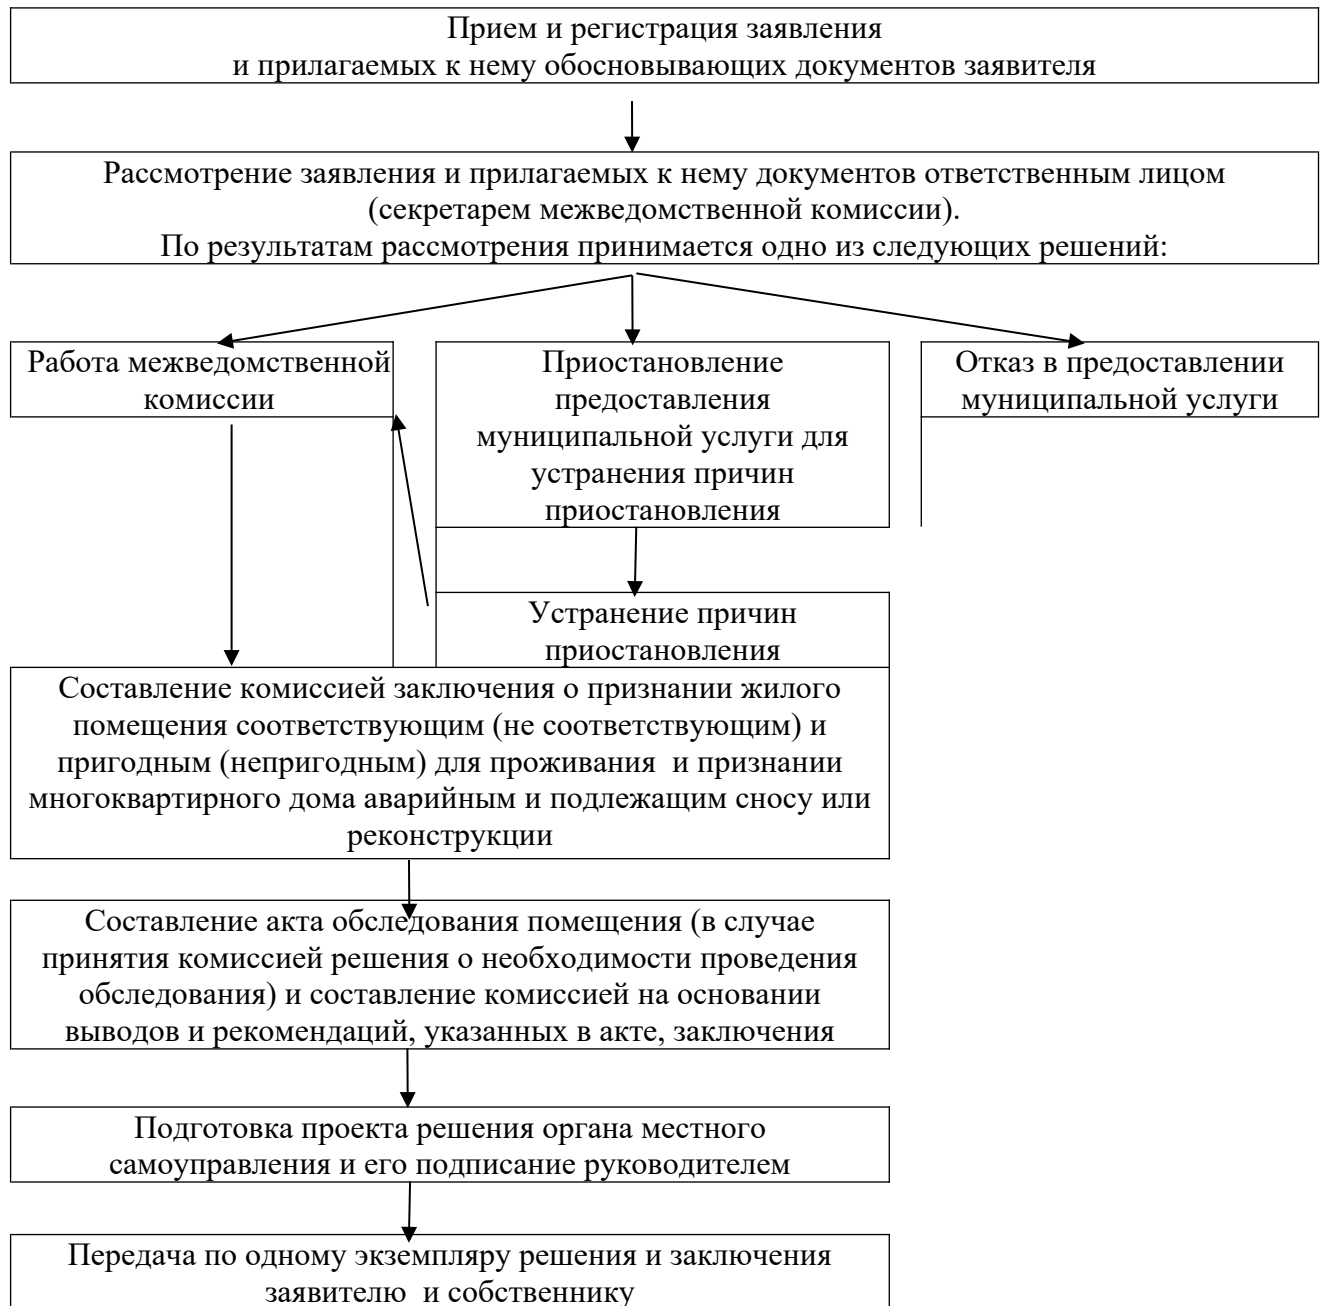 Прием и регистрация заявления
и прилагаемых к нему обосновывающих документов заявителя
Рассмотрение заявления и прилагаемых к нему документов ответственным лицом
(секретарем межведомственной комиссии).
По результатам рассмотрения принимается одно из следующих решений:
Работа межведомственной
комиссии
Приостановление
предоставления
муниципальной услуги для
устранения причин
приостановления
Отказ в предоставлении
муниципальной услуги
Устранение причин
приостановления
Составление комиссией заключения о признании жилого
помещения соответствующим (не соответствующим) и
пригодным (непригодным) для проживания и признании
многоквартирного дома аварийным и подлежащим сносу или
реконструкции
Составление акта обследования помещения (в случае
принятия комиссией решения о необходимости проведения
обследования) и составление комиссией на основании
выводов и рекомендаций, указанных в акте, заключения
Подготовка проекта решения органа местного
самоуправления и его подписание руководителем
Передача по одному экземпляру решения и заключения
заявителю и собственнику